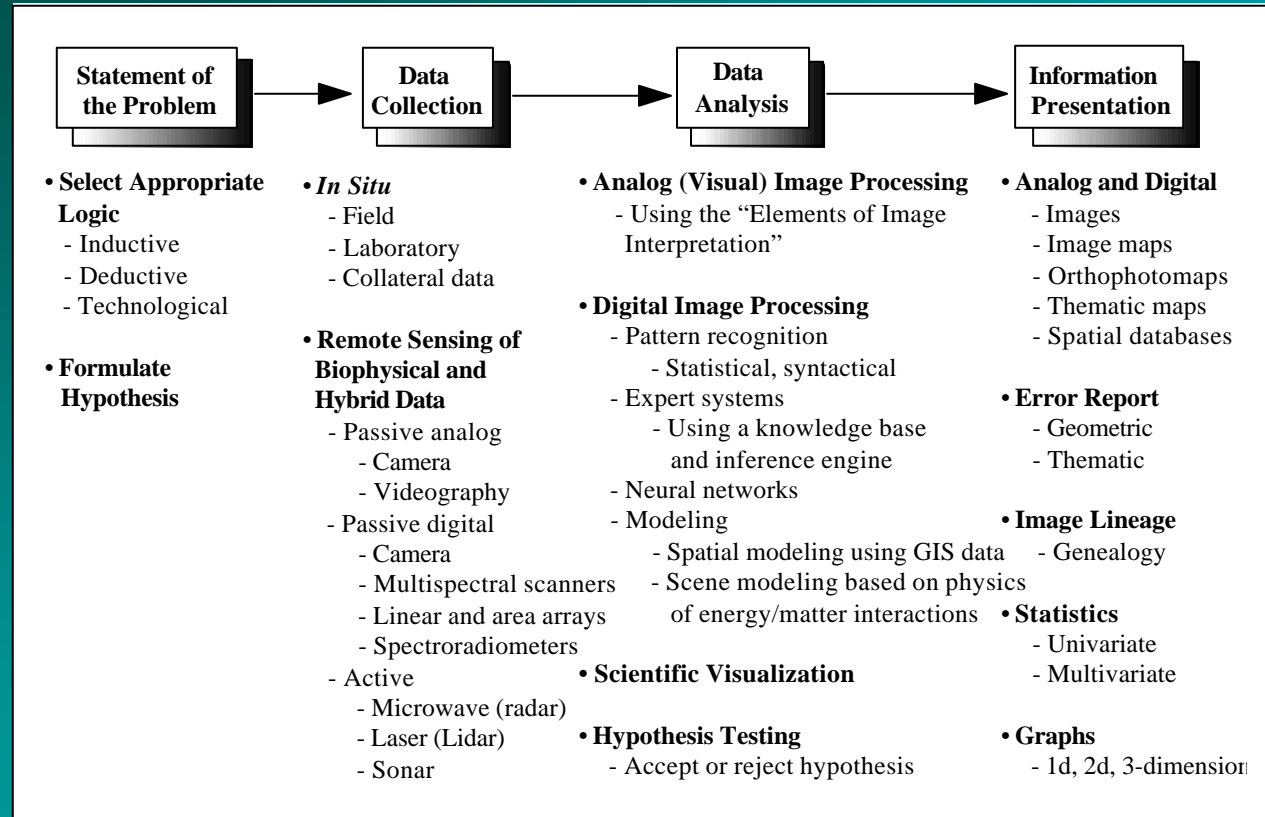 Statement of
the Problem
Data
Collection
Data
Analysis
Information
Presentation
• Select Appropriate
Logic
- Inductive
- Deductive
- Technological
• Formulate
Hypothesis
• In Situ
- Field
- Laboratory
- Collateral data
• Remote Sensing of
Biophysical and
Hybrid Data
- Passive analog
- Camera
- Videography
- Passive digital
- Camera
- Multispectral scanners
- Linear and area arrays
- Spectroradiometers
- Active
- Microwave (radar)
- Laser (Lidar)
- Sonar
• Analog (Visual) Image Processing
- Using the “Elements of Image
Interpretation”
• Digital Image Processing
- Pattern recognition
- Statistical, syntactical
- Expert systems
- Using a knowledge base
and inference engine
- Neural networks
- Modeling
- Spatial modeling using GIS data
- Scene modeling based on physics
of energy/matter interactions
• Scientific Visualization
• Hypothesis Testing
- Accept or reject hypothesis
• Analog and Digital
- Images
- Image maps
- Orthophotomaps
- Thematic maps
- Spatial databases
• Error Report
- Geometric
- Thematic
• Image Lineage
- Genealogy
• Statistics
- Univariate
- Multivariate
• Graphs
- 1d, 2d, 3-dimension